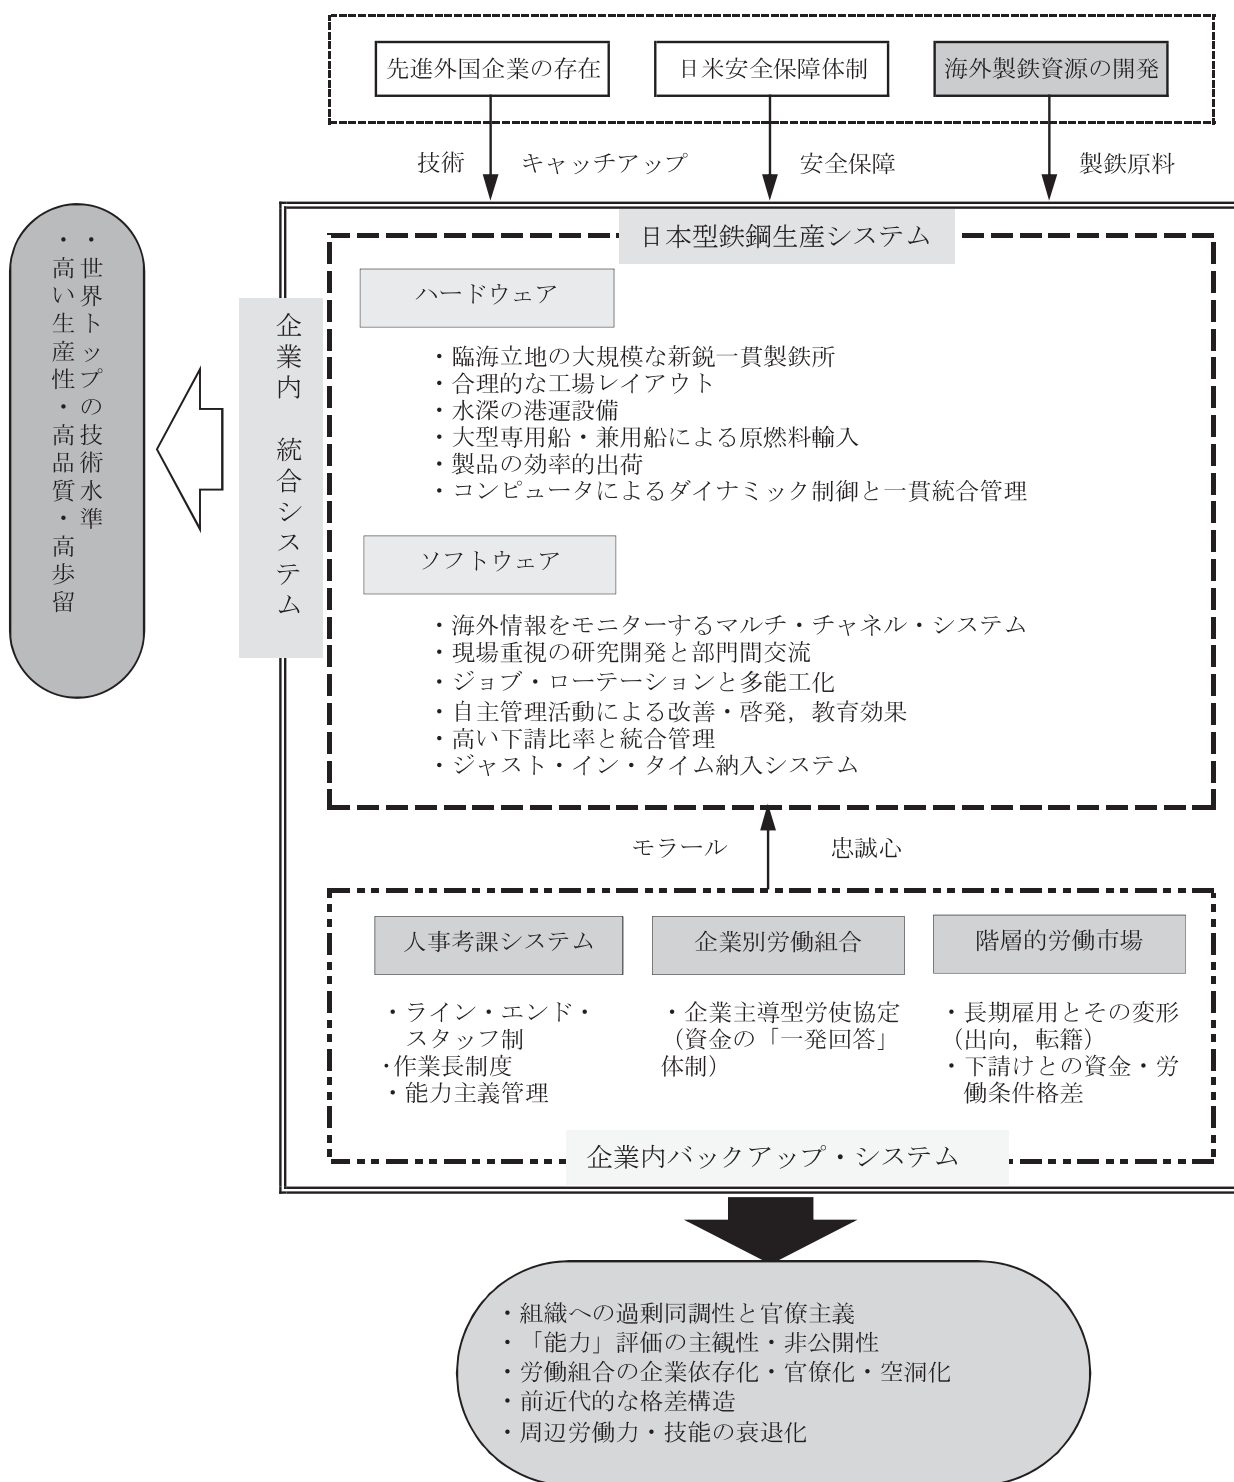 先進外国企業の存在
日米安全保障体制
海外製鉄資源の開発
技術
キャッチアップ
安全保障
製鉄原料
・世界トップの技術水準
・高い生産性・高品質・高歩留
企業内 統合システム
日本型鉄鋼生産システム
ハードウェア
・臨海立地の大規模な新鋭一貫製鉄所
・合理的な工場レイアウト
・水深の港運設備
・大型専用船・兼用船による原燃料輸入
・製品の効率的出荷
・コンピュータによるダイナミック制御と一貫統合管理
ソフトウェア
・海外情報をモニターするマルチ・チャネル・システム
・現場重視の研究開発と部門間交流
・ジョブ・ローテーションと多能工化
・自主管理活動による改善・啓発，教育効果
・高い下請比率と統合管理
・ジャスト・イン・タイム納入システム
モラール
忠誠心
人事考課システム
・ライン・エンド・
スタッフ制
・作業長制度
・能力主義管理
企業別労働組合
・企業主導型労使協定
（資金の「一発回答」
体制）
階層的労働市場
・長期雇用とその変形
（出向，転籍）
・下請けとの資金・労
働条件格差
企業内バックアップ・システム
・組織への過剰同調性と官僚主義
・「能力」評価の主観性・非公開性
・労働組合の企業依存化・官僚化・空洞化
・前近代的な格差構造
・周辺労働力・技能の衰退化